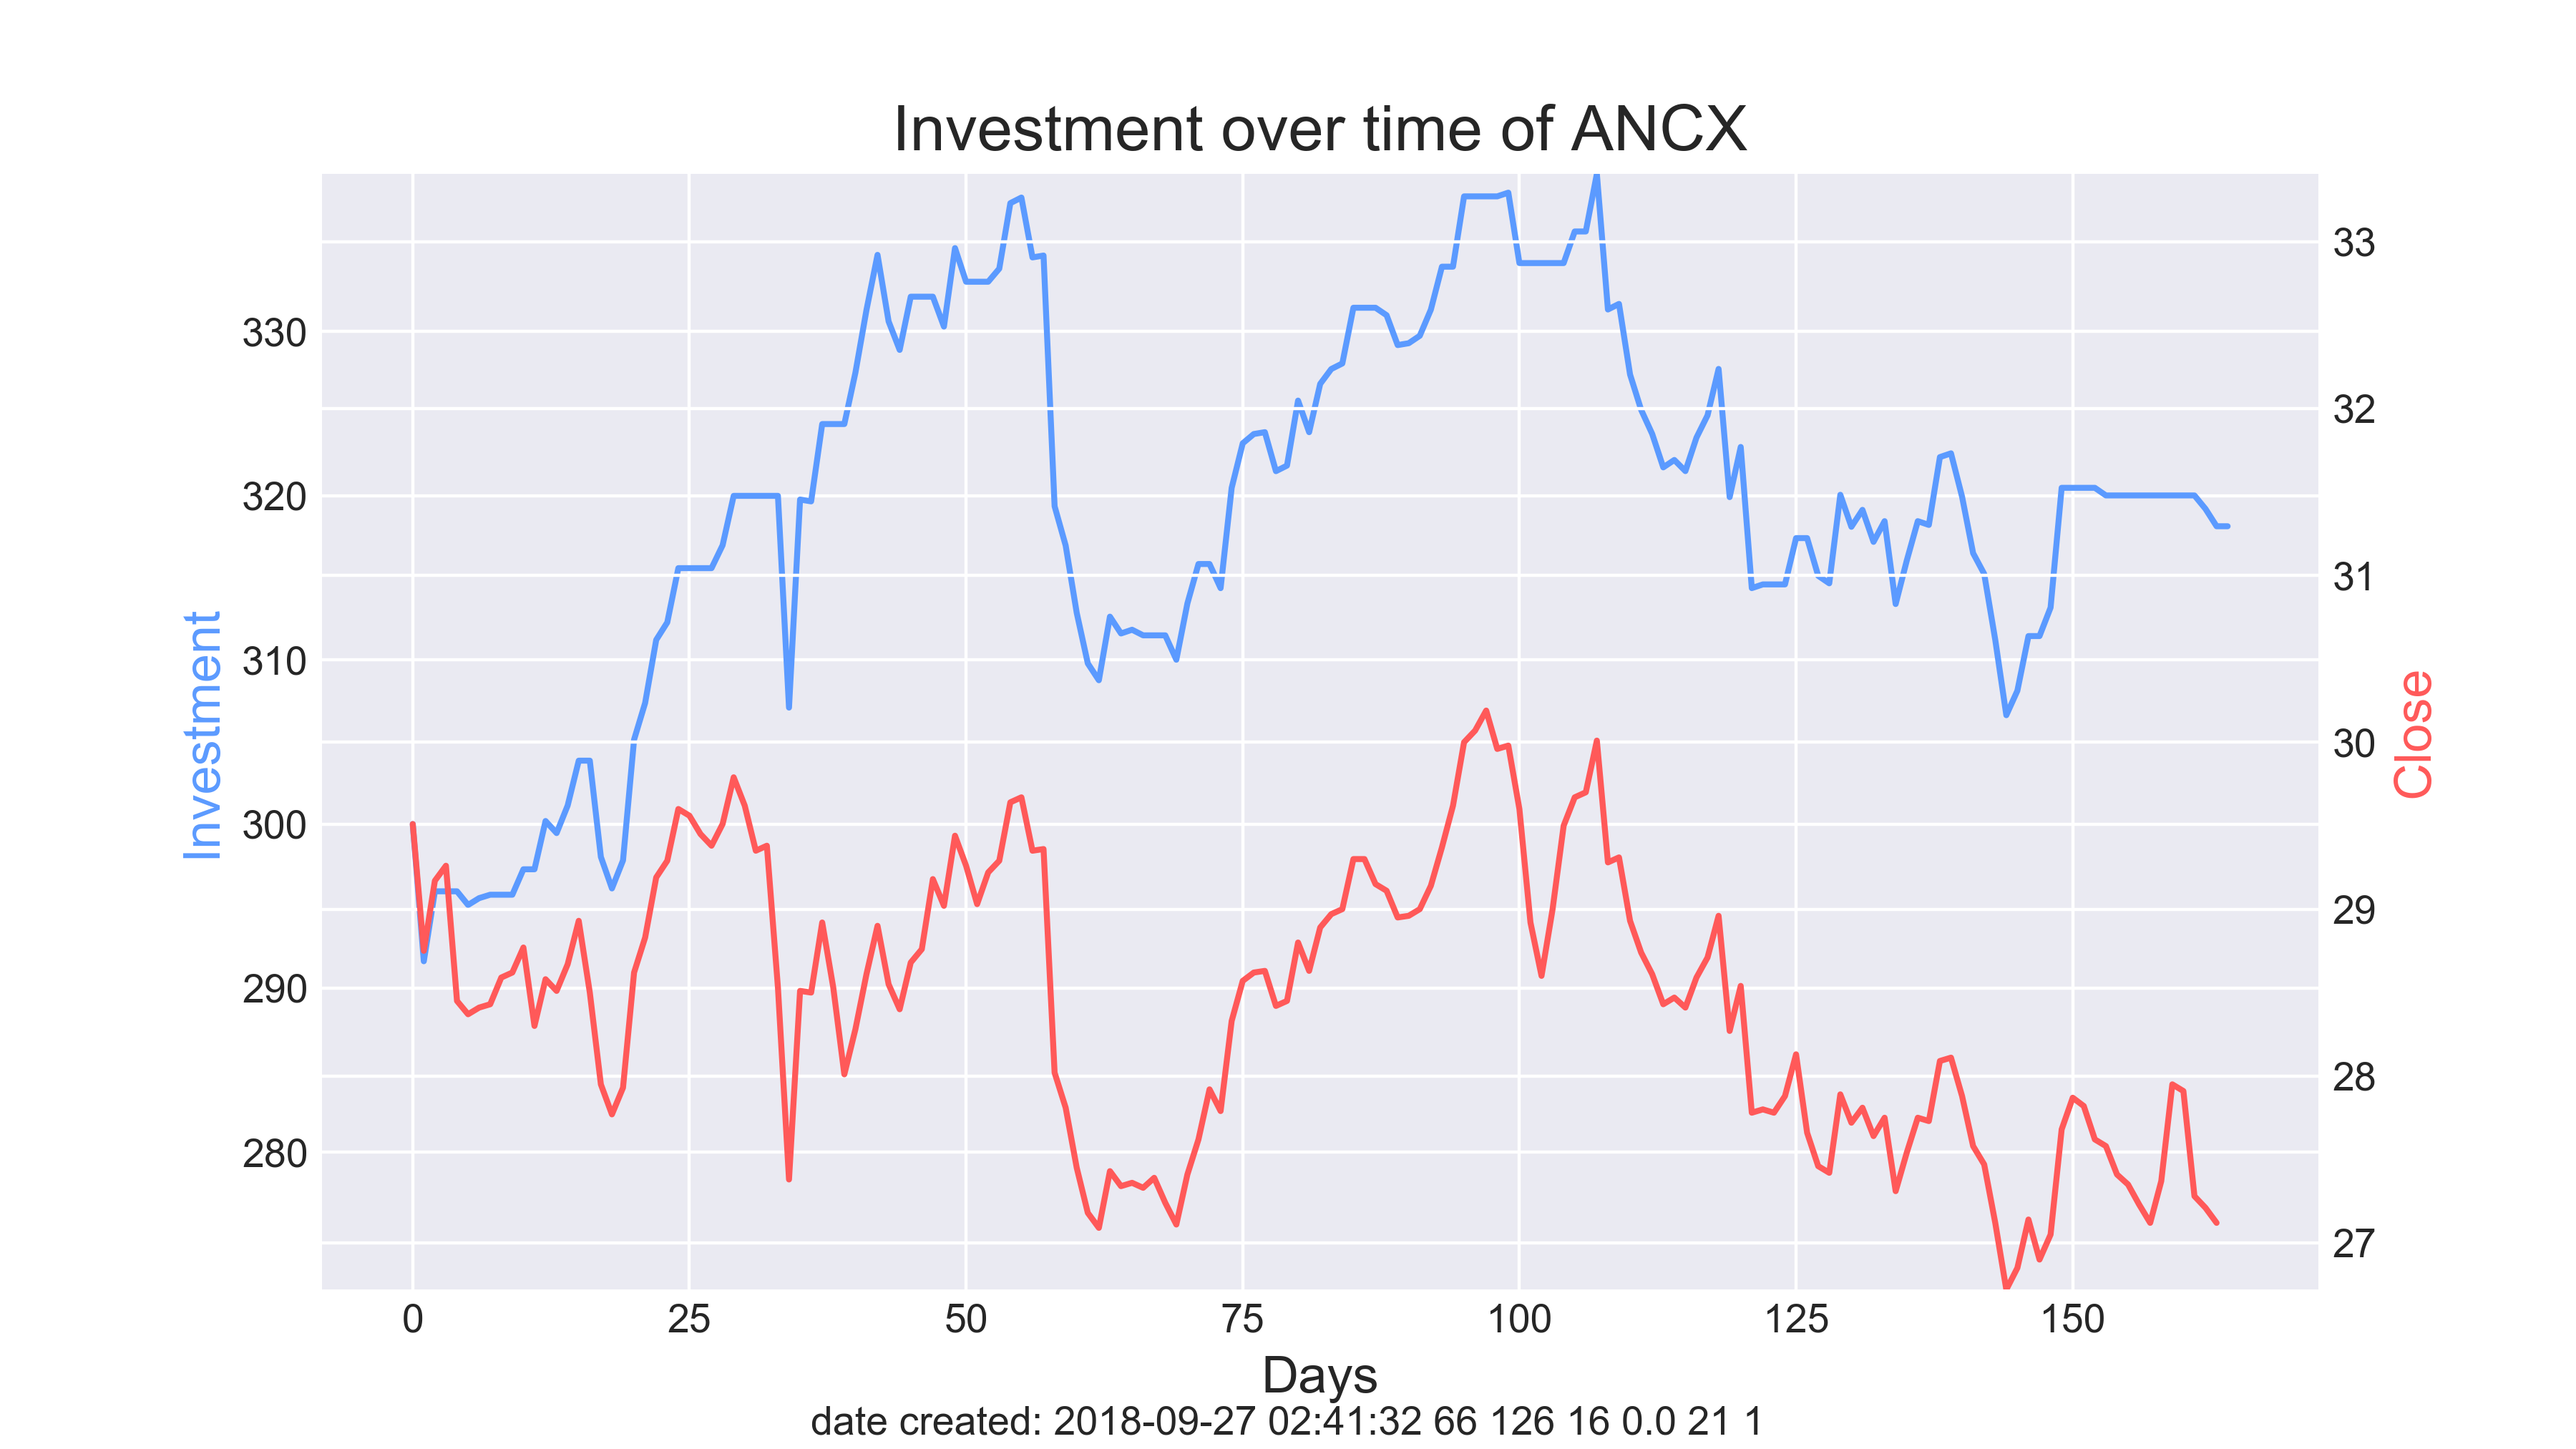 Investment over time of ANCX
Investment
330
320
310
300
290
280
33
32
31
30
29
28
27
Close
0 25 50 75 100 125 150
Days
date created: 2018-09-27 02:41:32 66 126 16 0.0 21 1